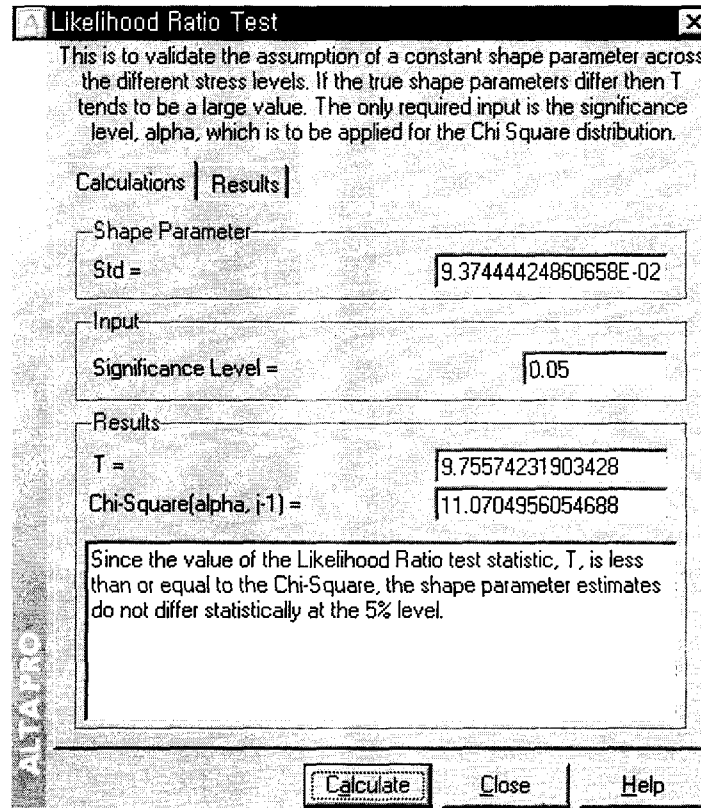 Likelihood Ratio Test
This is to validate the assumption of a constant shape parameter across
the different stress levels. If the true shape parameters differ then T
tends to be a large value. The only required input is the significance
level, alpha, which is to be applied for the Chi Square distribution.
Calculations Results
Shape Parameter
Std = 9.37444424860658E-02
Input
Significance Level = 0.05
Results
T = 9.75574231903428
Chi-Square(alpha, j-1) = 11.0704956054688
Since the value of the Likelihood Ratio test statistic, T, is less
than or equal to the Chi-Square, the shape parameter estimates
do not differ statistically at the 5% level.
ALTAPRO
Calculate Close Help